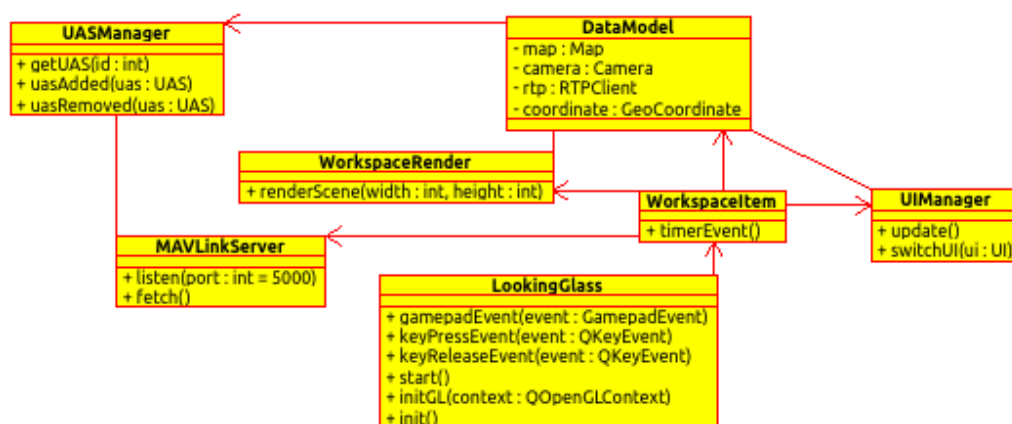 UASManager
+ getUAS(id : int)
+ uasAdded(uas : UAS)
+ uasRemoved(uas : UAS)
DataModel
- map : Map
- camera : Camera
- rtp : RTPClient
- coordinate : GeoCoordinate
WorkspaceRender
+ renderScene(width : int, height : int)
WorkspaceItem
+ timerEvent()
UIManager
+ update()
+ switchUI(ui : UI)
MAVLinkServer
+ listen(port : int = 5000)
+ fetch()
LookingGlass
+ gamepadEvent(event : GamepadEvent)
+ keyPressEvent(event : QKeyEvent)
+ keyReleaseEvent(event : QKeyEvent)
+ start()
+ initGL(context : QOpenGLContext)
+ init()